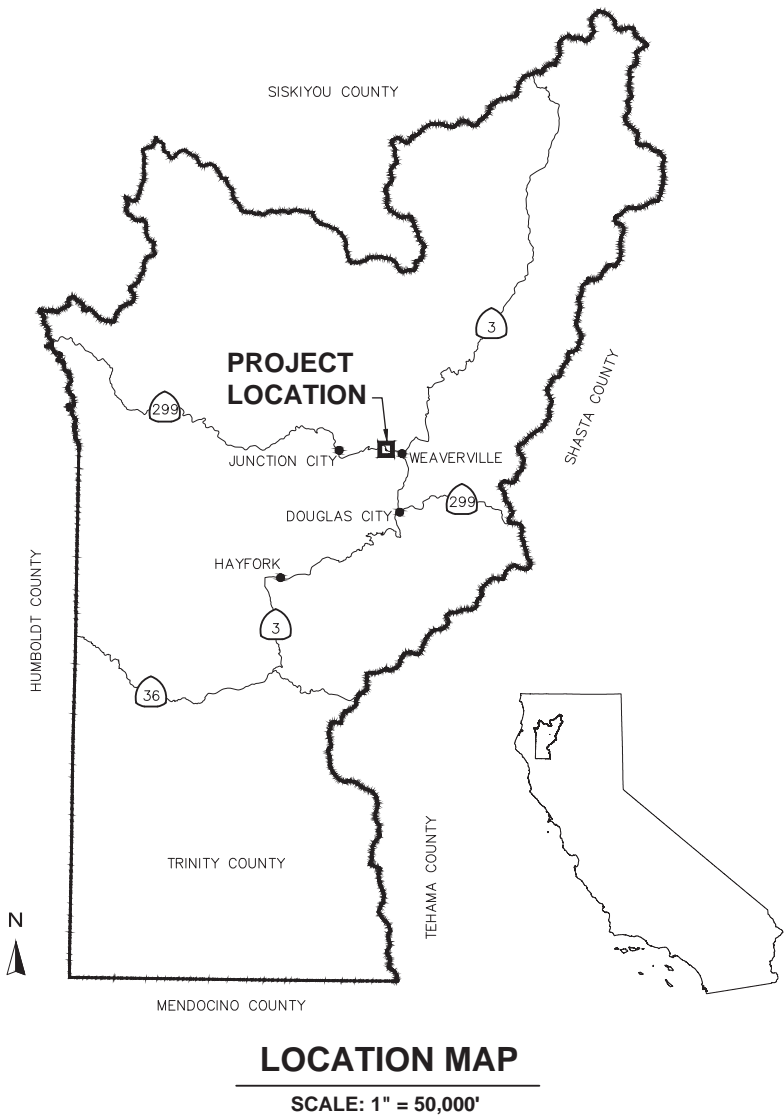 SISKIYOU COUNTY
3
PROJECT
LOCATION
SHASTA COUNTY
299
JUNCTION CITY
WEAVERVILLE
299
DOUGLAS CITY
HAYFORK
HUMBOLDT COUNTY
3
36
TRINITY COUNTY
TEHAMA COUNTY
N
MENDOCINO COUNTY
LOCATION MAP
SCALE: 1" = 50,000'